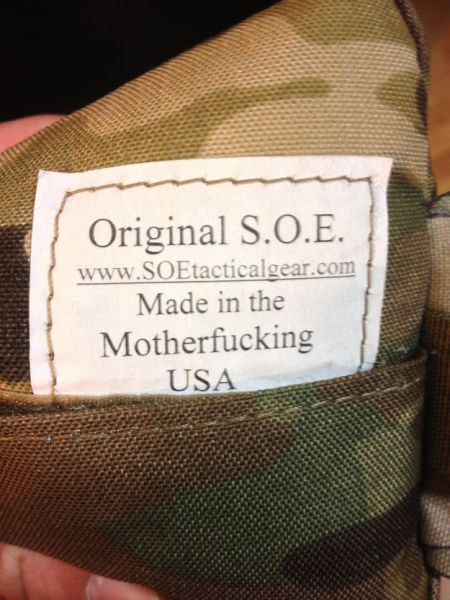 Original S.O.E.
www.SOEtacticalgear.com
Made in the
Motherfucking
USA